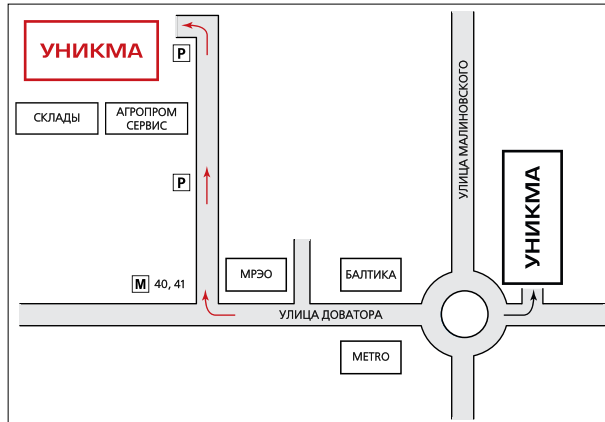 УНИКМА
P
СКЛАДЫ
АГРОПРОМ
СЕРВИС
УЛИЦА МАЛИНОВСКОГО
УНИКМА
P
МРЭО
БАЛТИКА
М 40, 41
УЛИЦА ДОВАТОРА
METRO